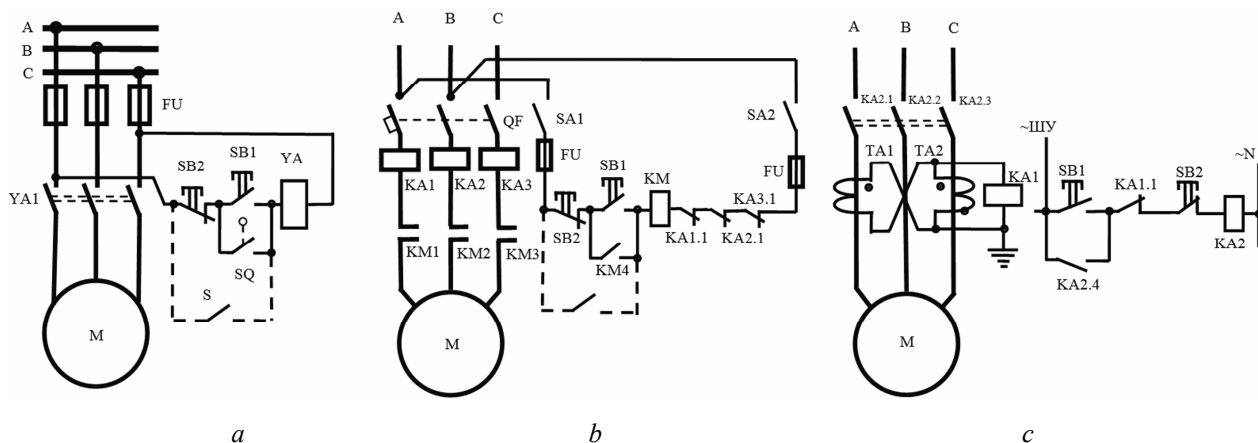 A
B
C
FU
SB2
SB1
YA
YA1
SQ
S
M
a
A
B
C
SA1
QF
SA2
FU
FU
SB1
KM
KA1
KA2
KA3
KA3.1
SB2
KA1.1
KA2.1
KM1
KM2
KM3
KM4
M
b
A
B
C
KA2.1
KA2.2
KA2.3
~ШУ
TA1
TA2
~N
KA1
SB1
KA1.1
SB2
KA2
KA2.4
M
c